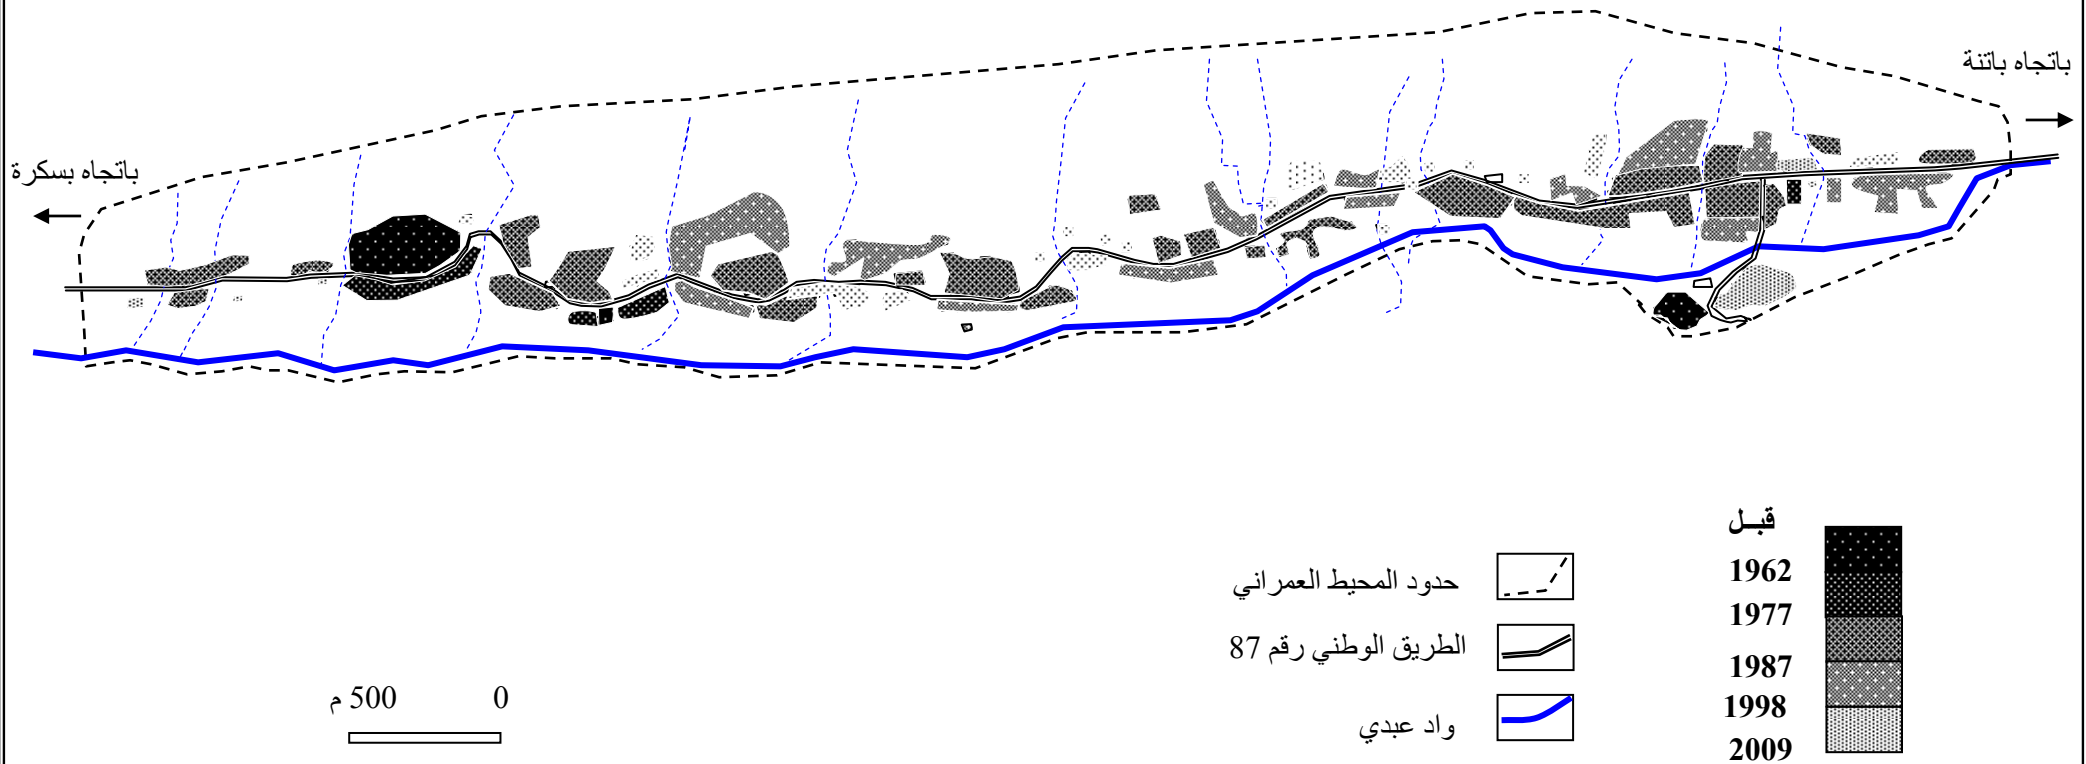 باتجاه باتنة
باتجاه بسكرة
قبــل
1962
1977
1987
1998
2009
حدود المحيط العمراني
الطريق الوطني رقم 87
واد عبدي
0
500 م